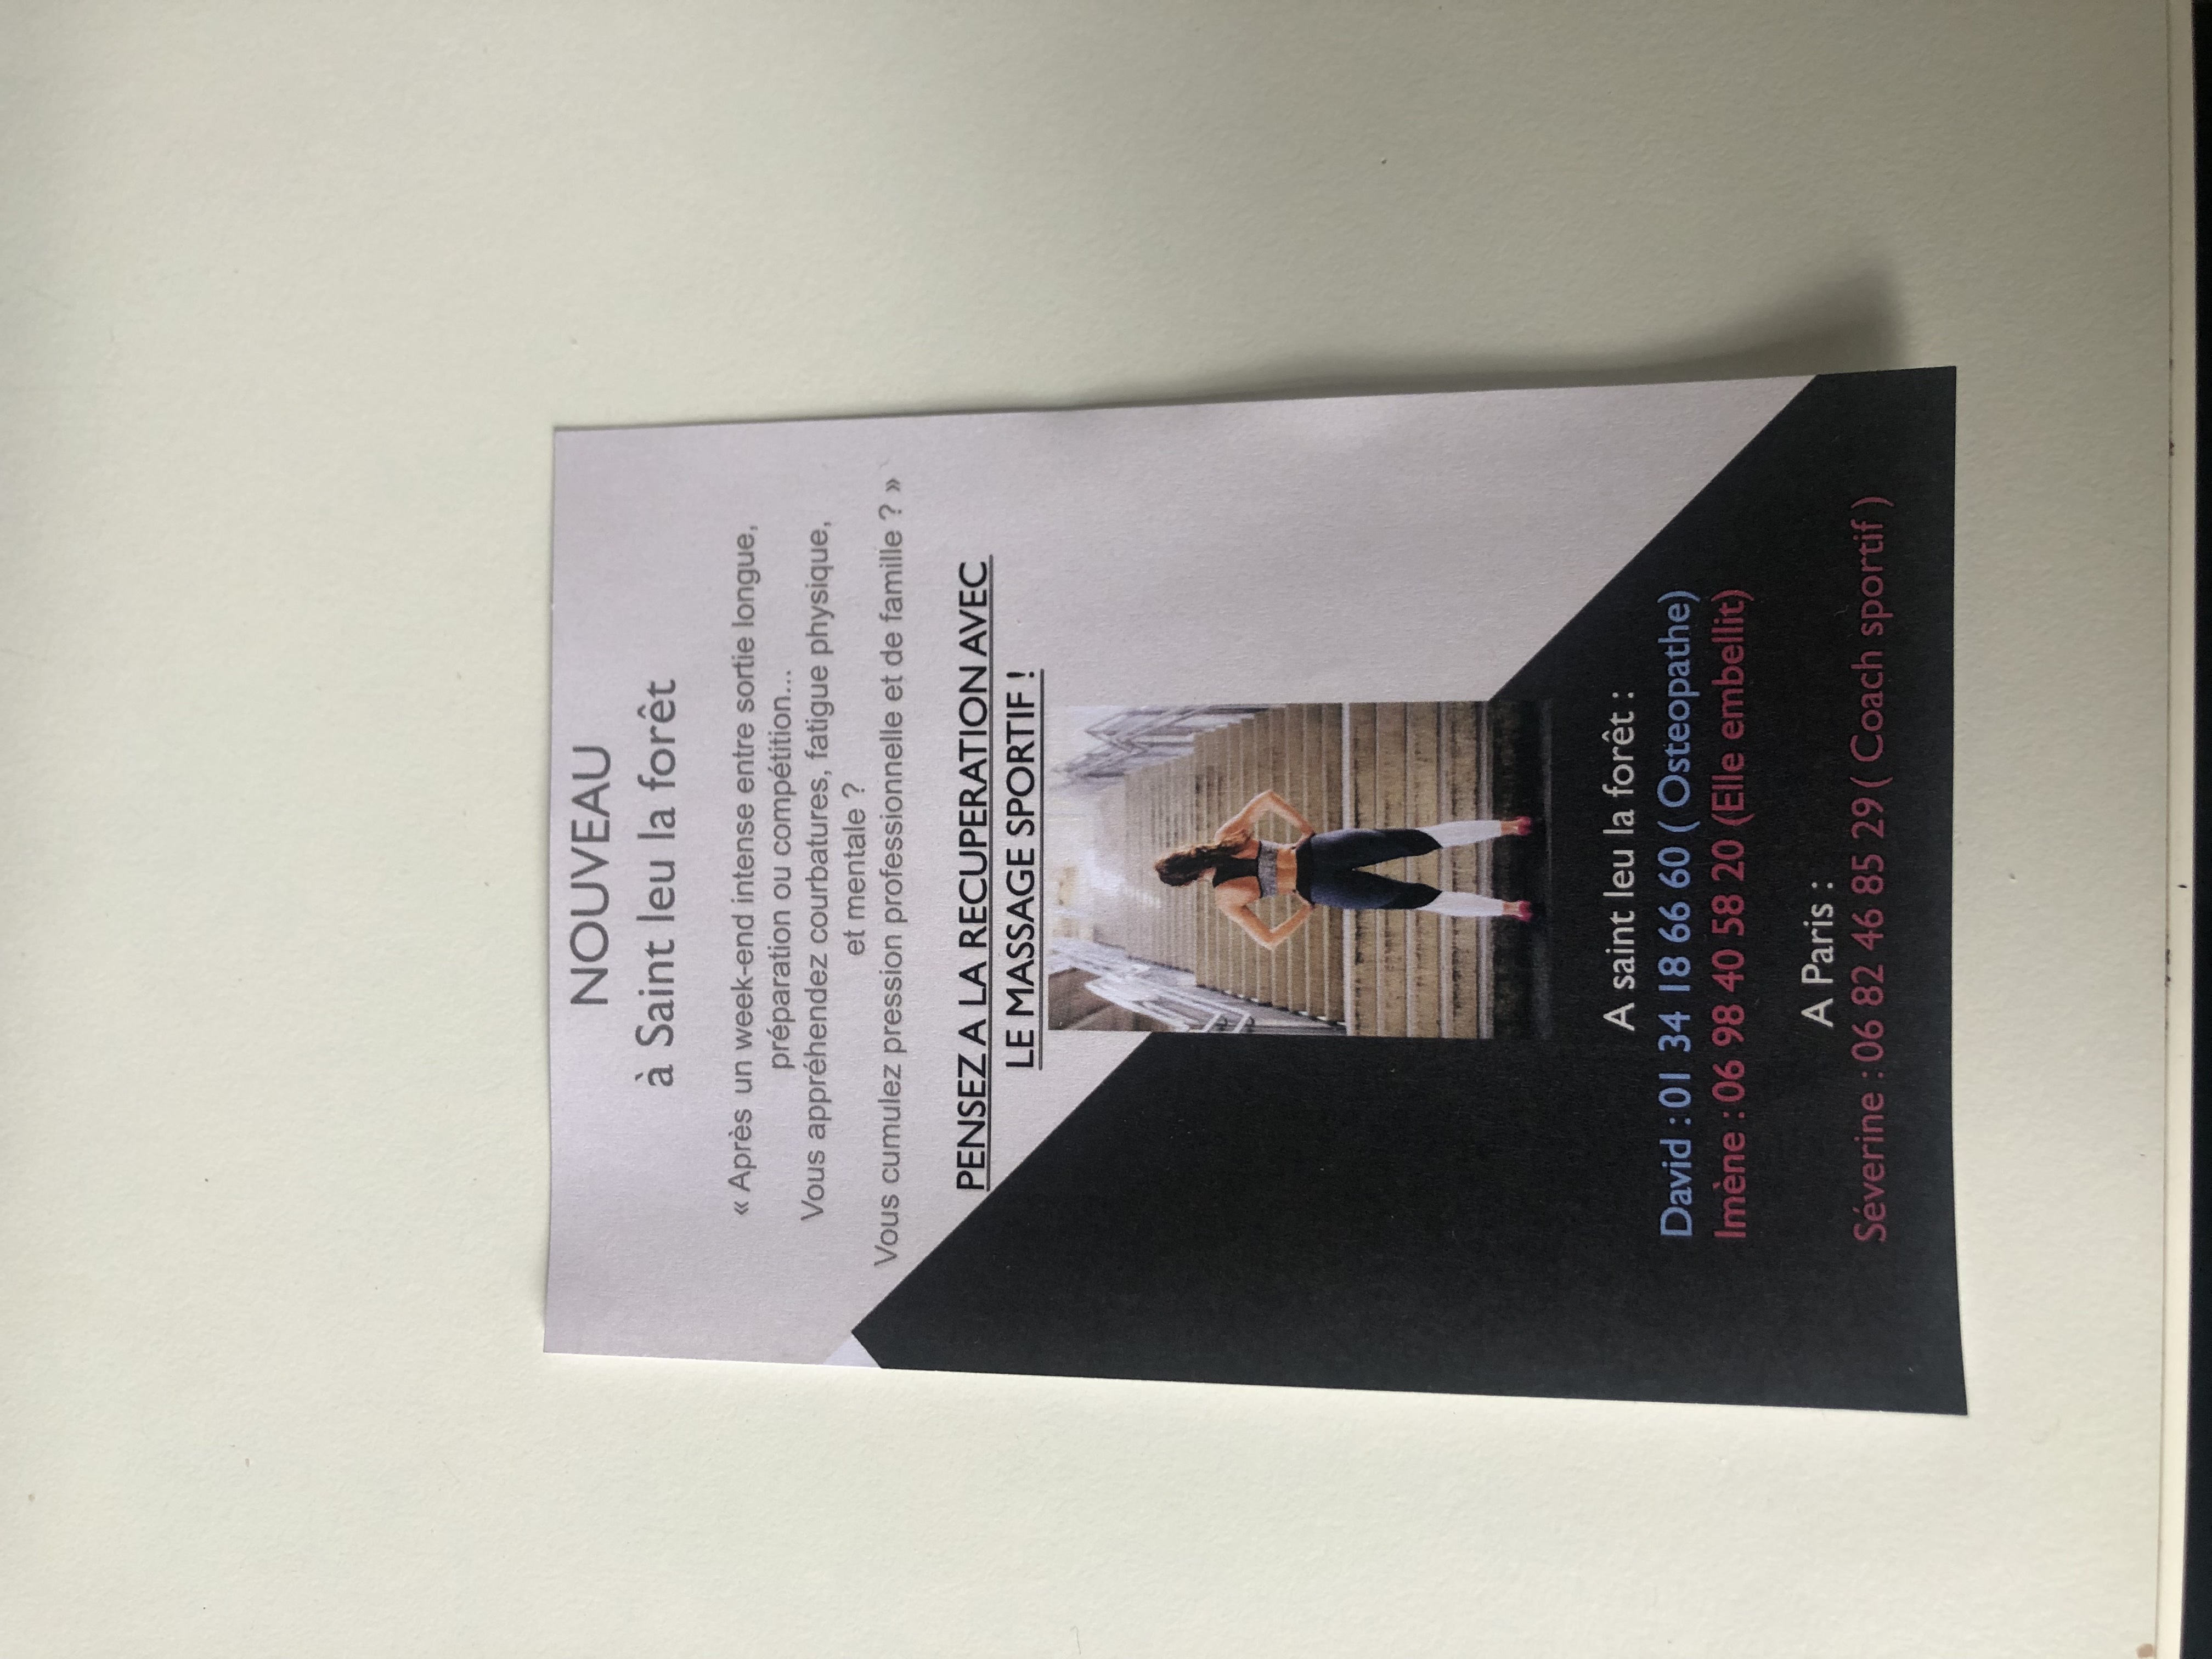 NOUVEAU
à Saint leu la forêt
« Après un week-end intense entre sortie longue,
préparation ou compétition...
Vous appréhendez courbatures, fatigue physique,
et mentale ?
Vous cumulez pression professionnelle et de famille ? »
PENSEZ A LA RECUPERATION AVEC
LE MASSAGE SPORTIF !
A saint leu la forêt :
David : 01 34 18 66 60 ( Osteopathe)
Imène : 06 98 40 58 20 (Elle embellit)
A Paris :
Séverine : 06 82 46 85 29 ( Coach sportif )